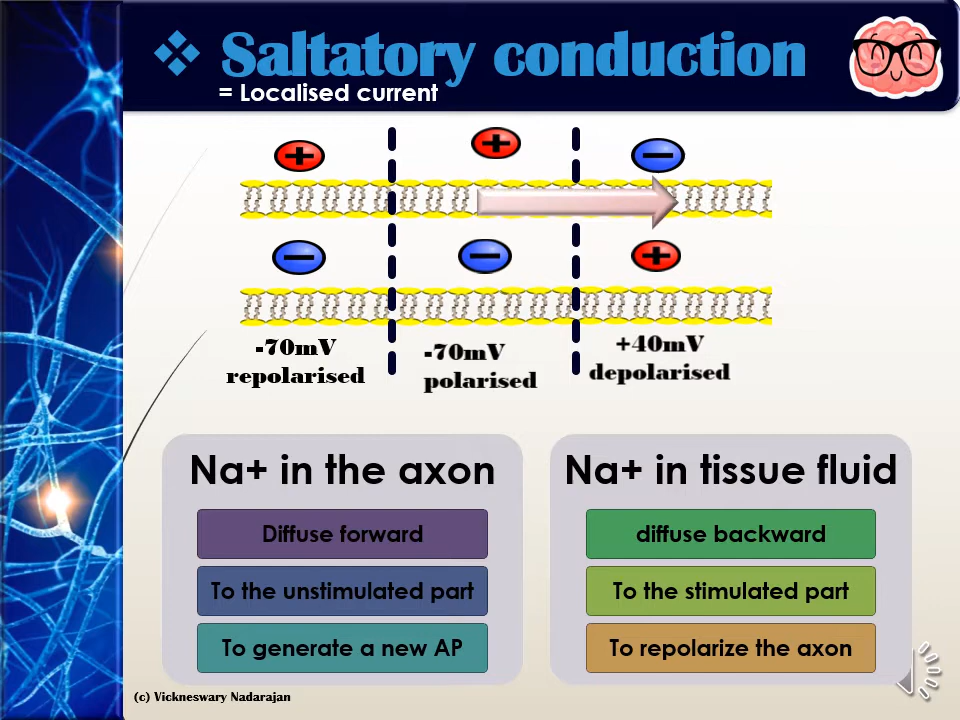 ❖ Saltatory conduction
= Localised current
+ + −
− − +
-70mV
repolarised
-70mV
polarised
+40mV
depolarised
Na+ in the axon
Diffuse forward
To the unstimulated part
To generate a new AP
Na+ in tissue fluid
diffuse backward
To the stimulated part
To repolarize the axon
(c) Vickneswary Nadarajan